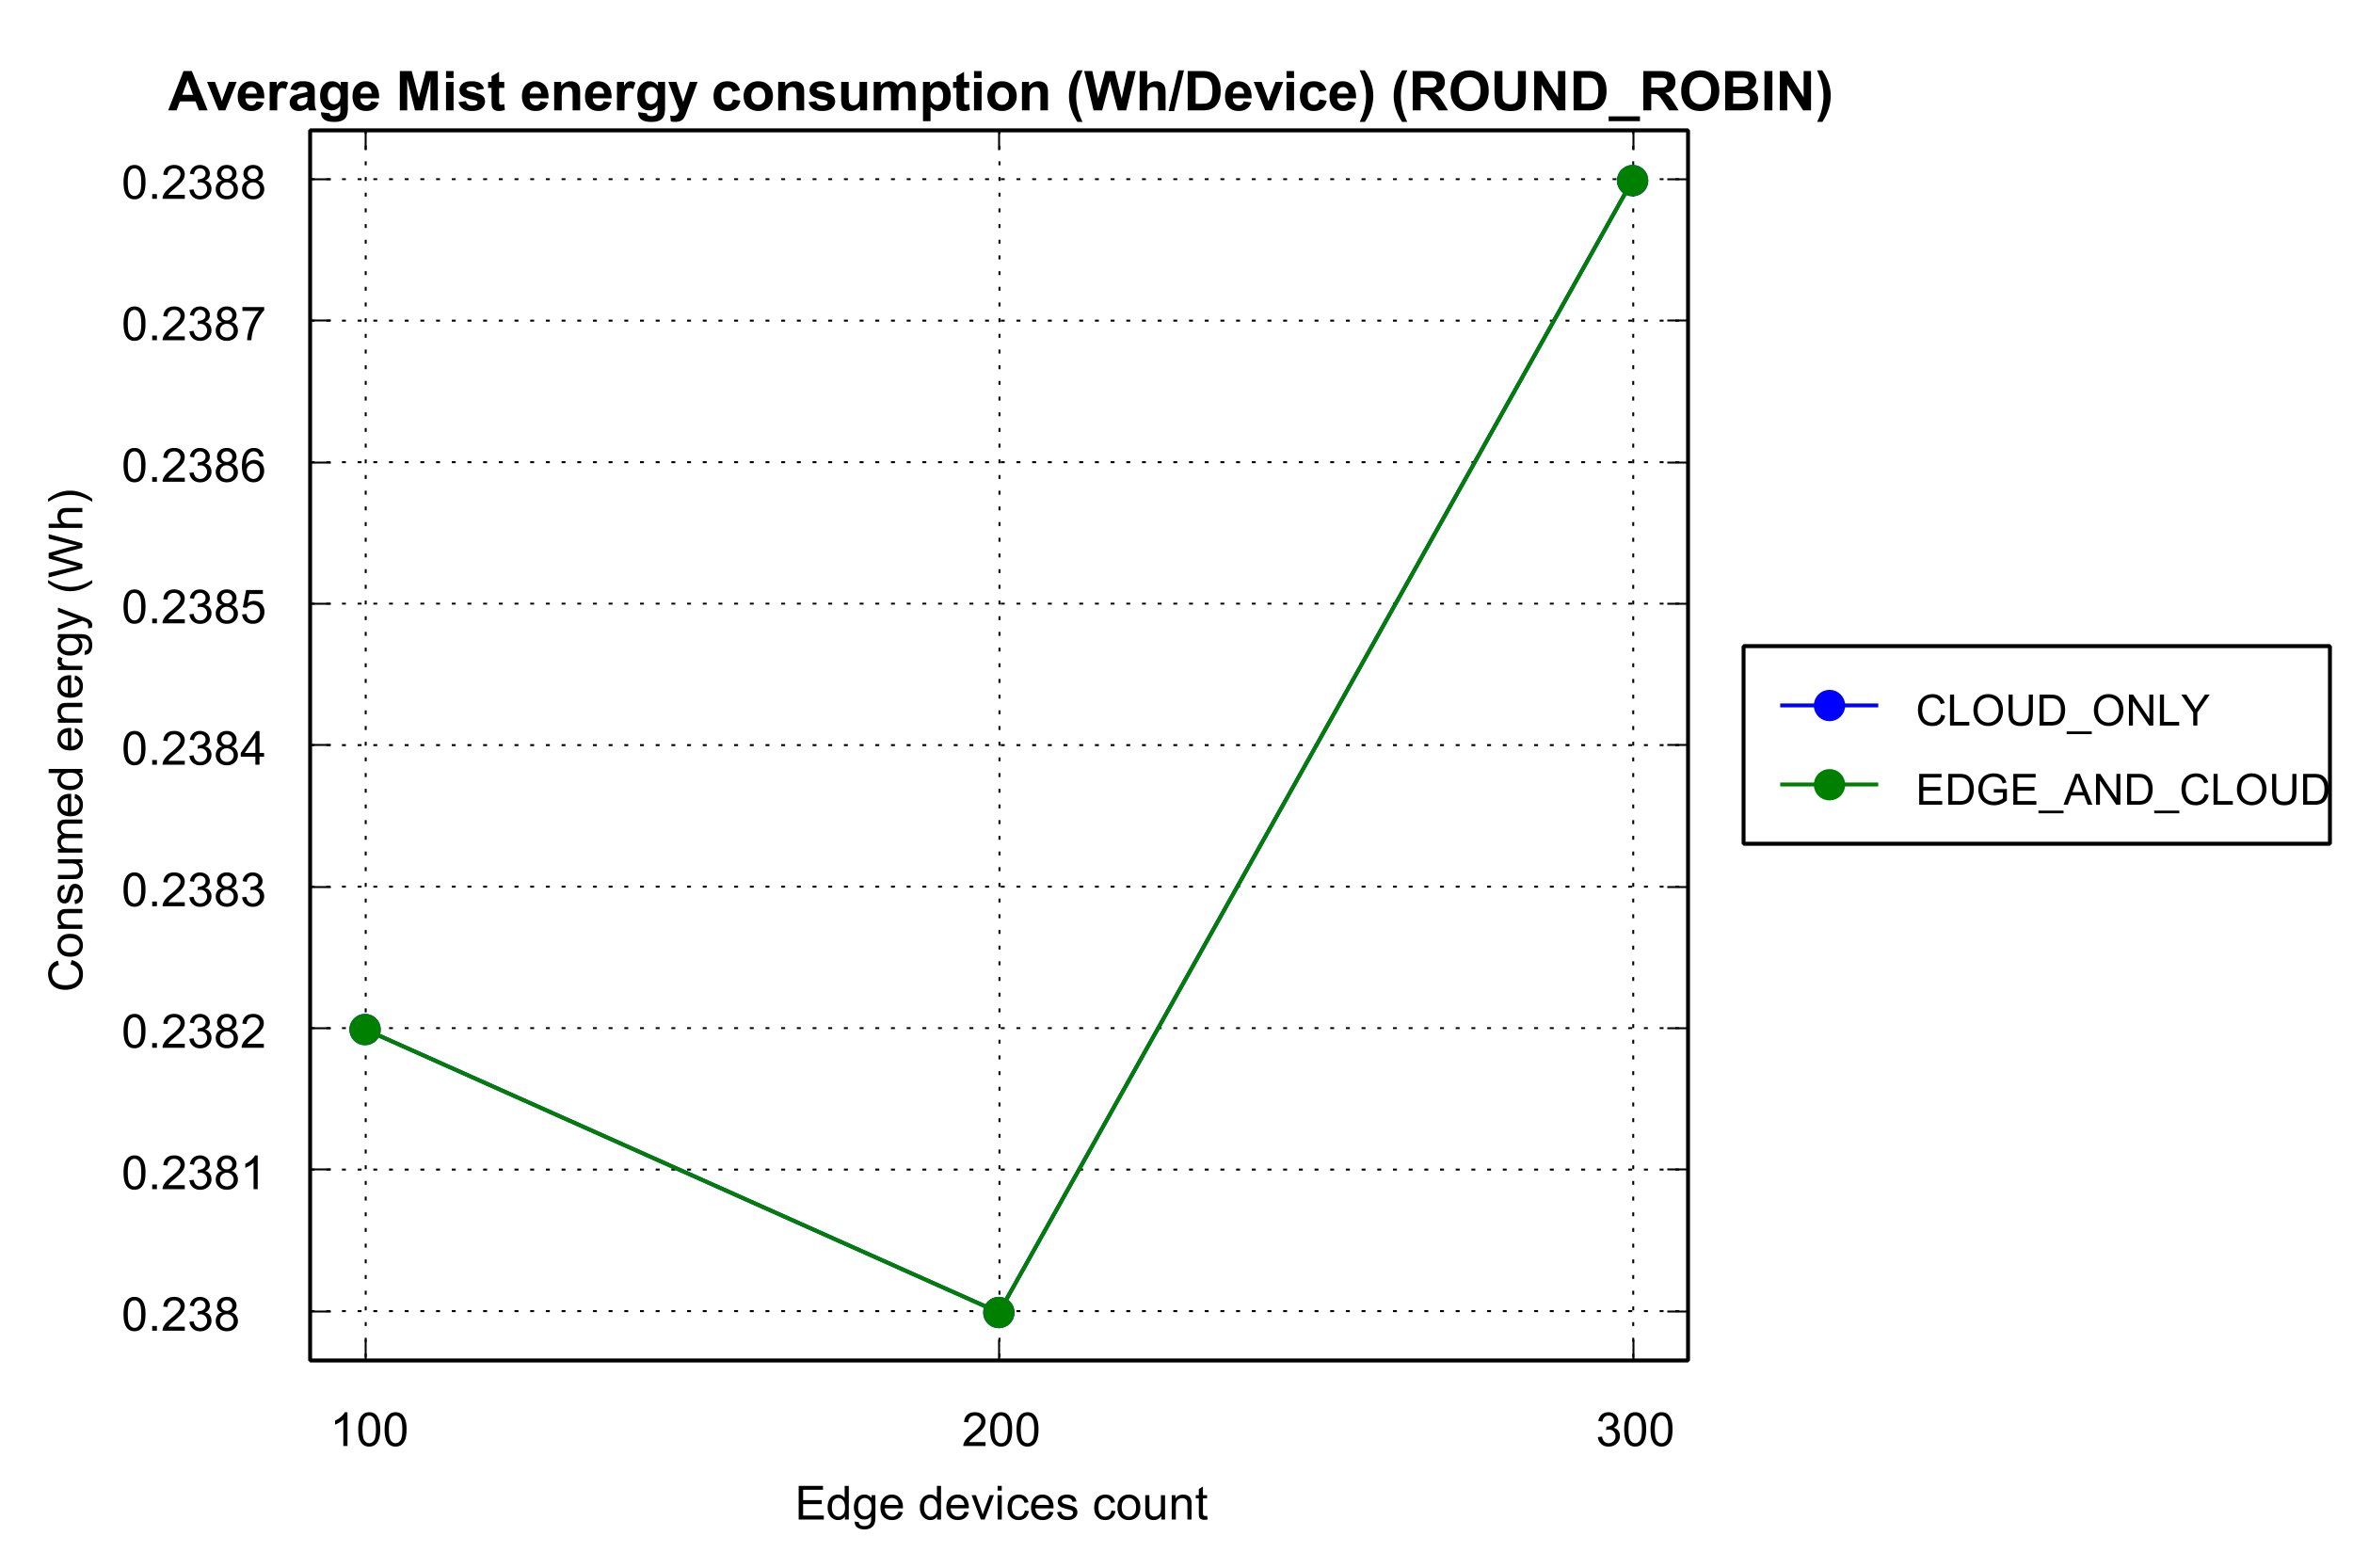 Average Mist energy consumption (Wh/Device) (ROUND_ROBIN)
0.2388
0.2387
0.2386
0.2385
0.2384
0.2383
0.2382
0.2381
0.238
Consumed energy (Wh)
100
200
300
Edge devices count
CLOUD_ONLY
EDGE_AND_CLOUD